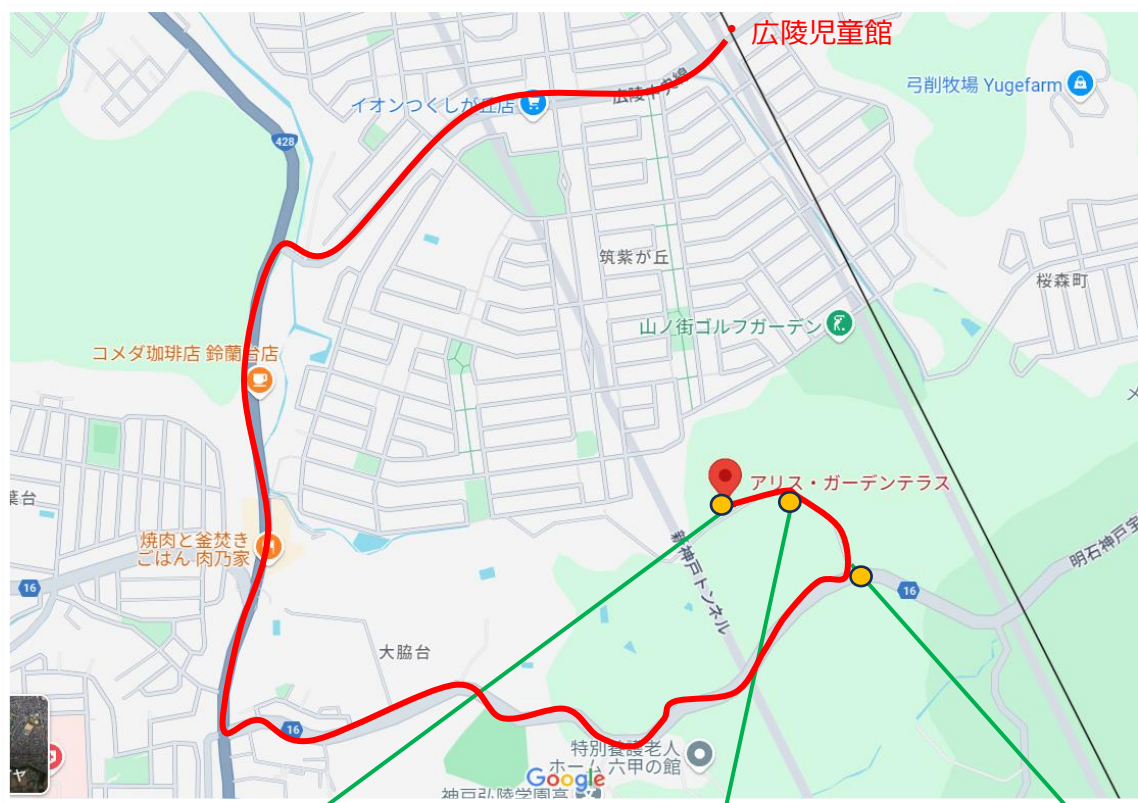 広陵児童館
弓削牧場 Yugefarm
イオンつくしが丘店
広陵中央線
428
筑紫が丘
桜森町
山ノ街ゴルフガーデン
コメダ珈琲店 鈴蘭台店
葉台
アリス・ガーデンテラス
焼肉と釜焚き
ごはん 肉乃家
新神戸トンネル
明石神戸宝
16
16
大脇台
16
特別養護老人
ホーム 六甲の館
Google
神戸弘陵学園高
ヤ